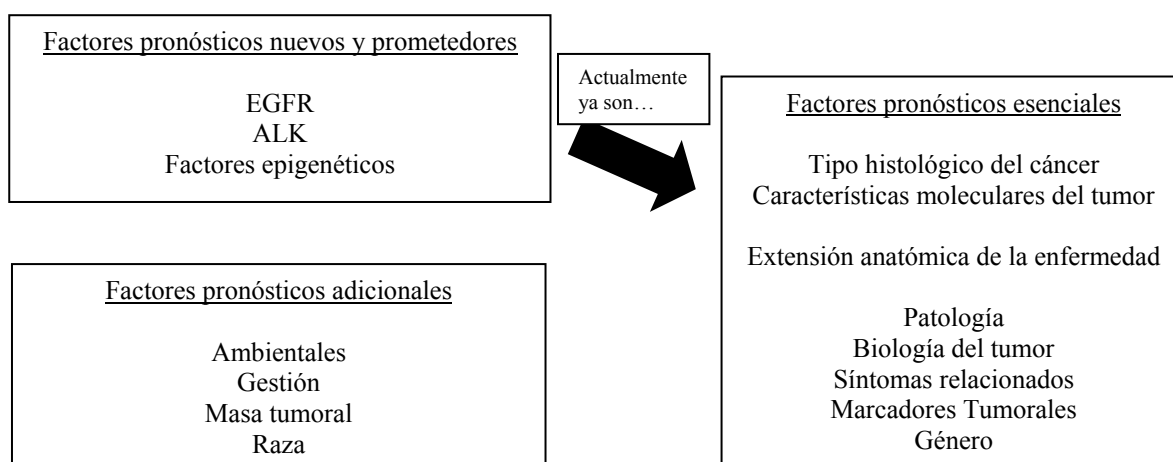 Factores pronósticos nuevos y prometedores
EGFR
ALK
Factores epigenéticos
Actualmente
ya son…
Factores pronósticos esenciales
Tipo histológico del cáncer
Características moleculares del tumor
Extensión anatómica de la enfermedad
Patología
Biología del tumor
Síntomas relacionados
Marcadores Tumorales
Género
Factores pronósticos adicionales
Ambientales
Gestión
Masa tumoral
Raza